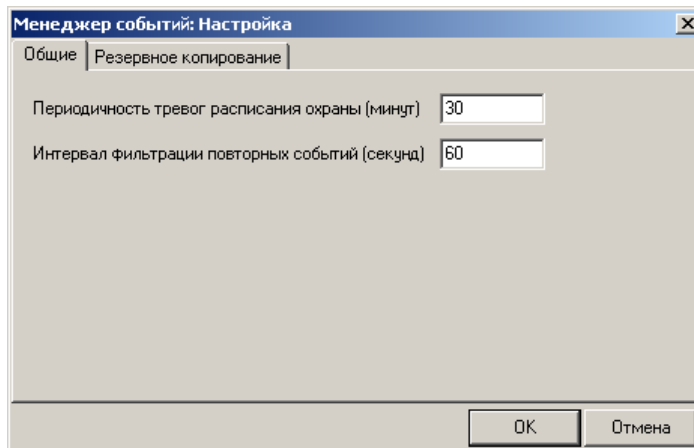 Менеджер событий: Настройка
Общие Резервное копирование
Периодичность тревог расписания охраны (минут) 30
Интервал фильтрации повторных событий (секунд) 60
OK Отмена